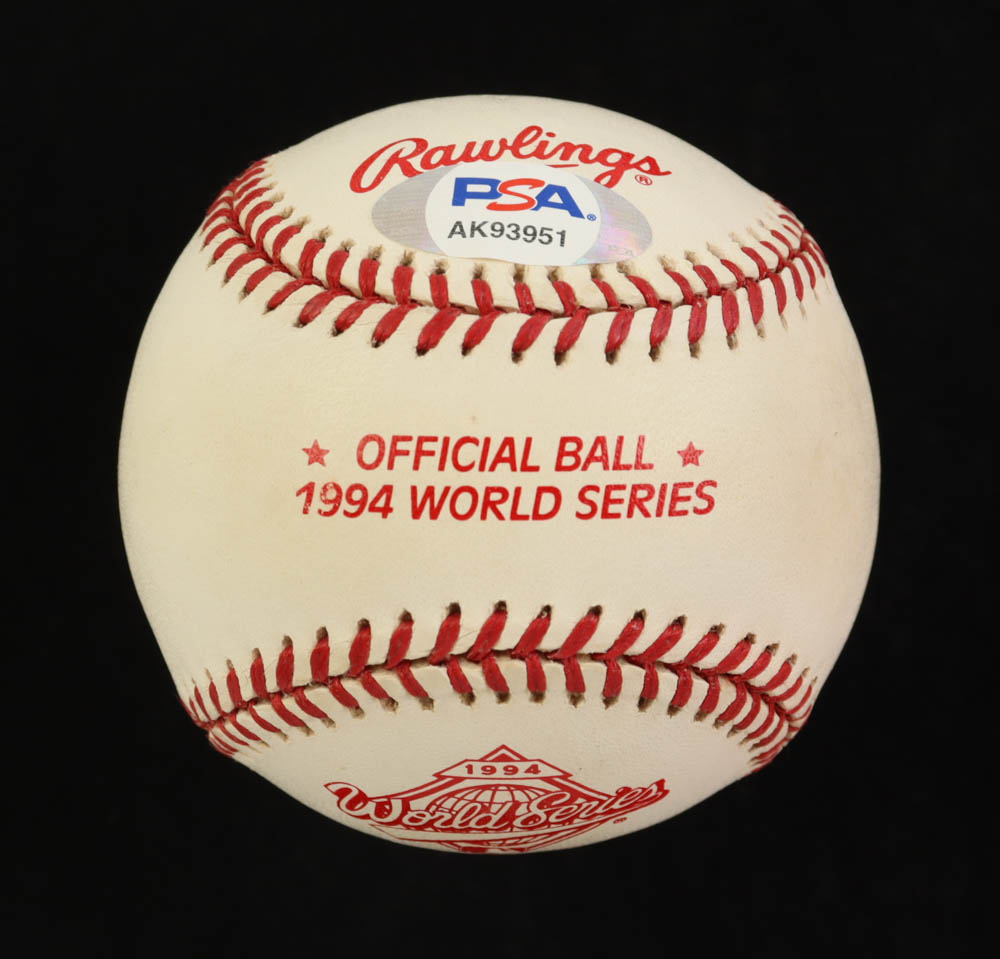 Rawlings®
PSA®
AK93951
★ OFFICIAL BALL ★
1994 WORLD SERIES
1994
World Series